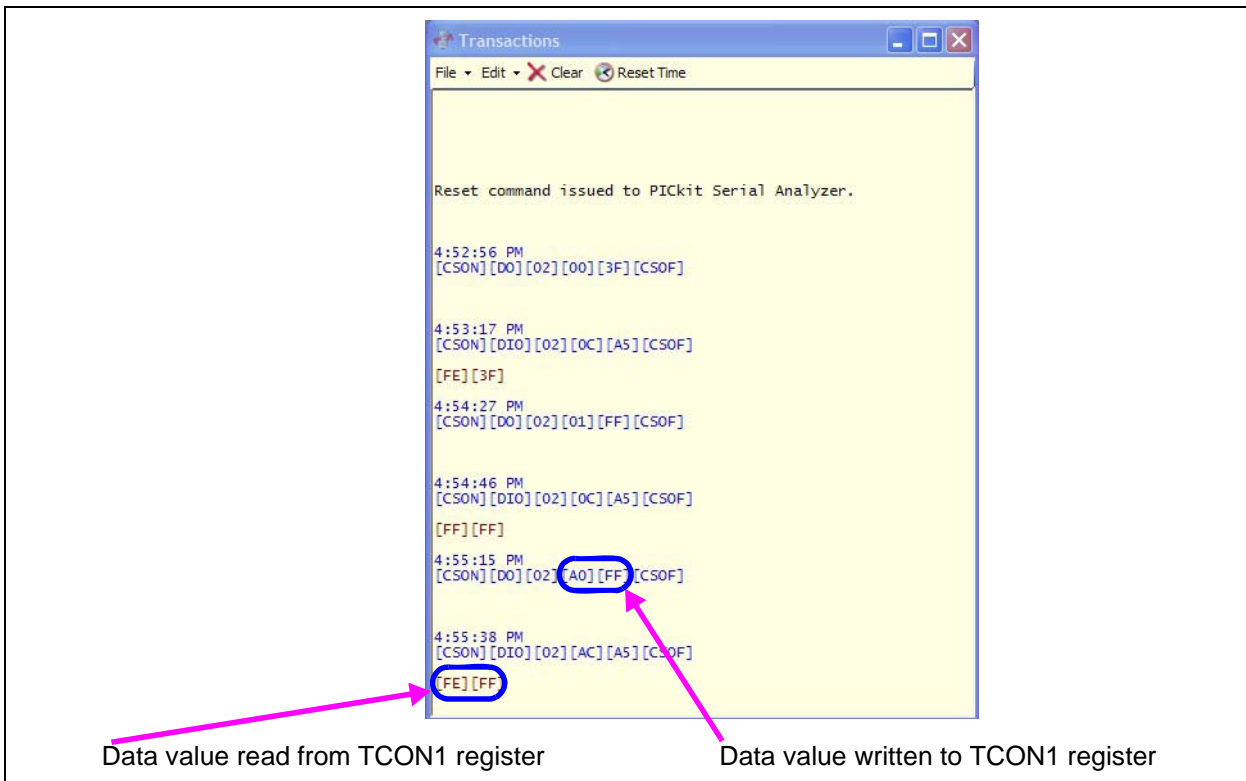 Transactions
File Edit Clear Reset Time
Reset command issued to PICkit Serial Analyzer.
4:52:56 PM
[CSON][DO][02][00][3F][CSOF]
4:53:17 PM
[CSON][DIO][02][0C][A5][CSOF]
[FE][3F]
4:54:27 PM
[CSON][DO][02][01][FF][CSOF]
4:54:46 PM
[CSON][DIO][02][0C][A5][CSOF]
[FF][FF]
4:55:15 PM
[CSON][DO][02][A0][FF][CSOF]
4:55:38 PM
[CSON][DIO][02][AC][A5][CSOF]
[FE][FF]
Data value read from TCON1 register Data value written to TCON1 register